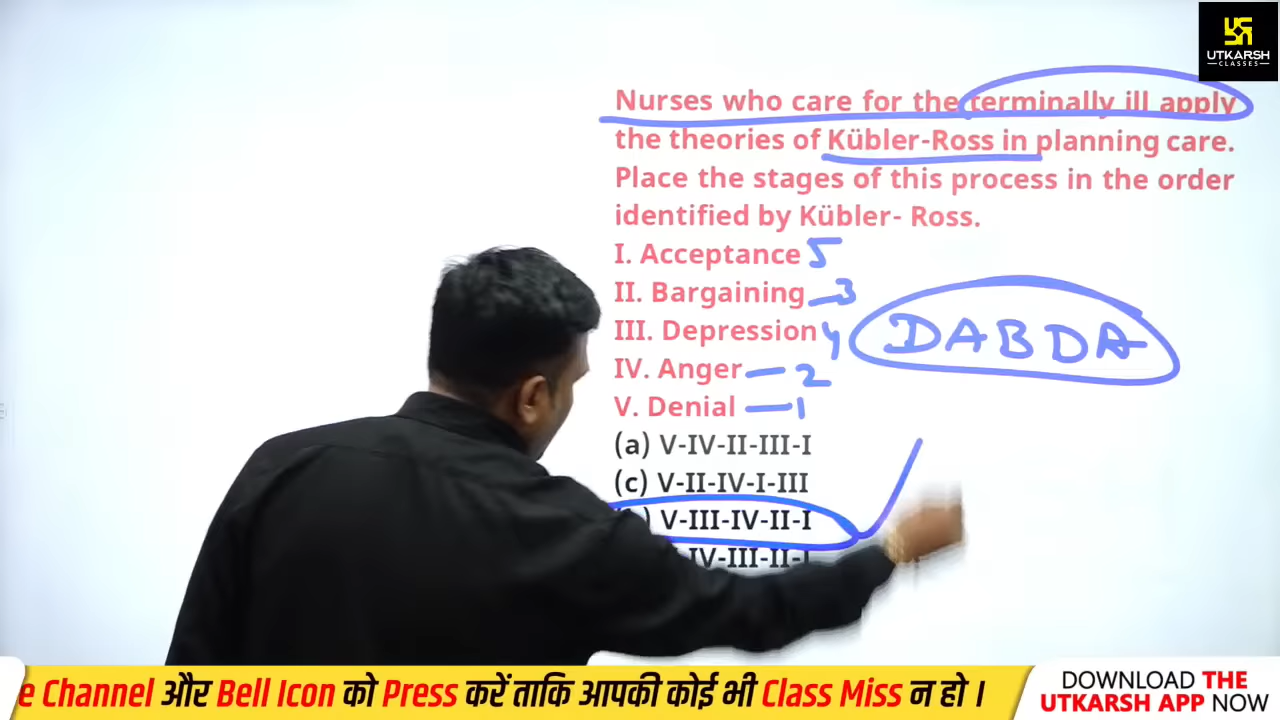 UTKARSH
CLASSES
Nurses who care for the terminally ill apply
the theories of Kübler-Ross in planning care.
Place the stages of this process in the order
identified by Kübler- Ross.
I. Acceptance 5
II. Bargaining – 3
III. Depression 4
IV. Anger — 2
V. Denial — 1
DABDA
(a) V-IV-II-III-I
(c) V-II-IV-I-III
) V-III-IV-II-I
IV-III-II-I
e Channel और Bell Icon को Press करें ताकि आपकी कोई भी Class Miss न हो ।
DOWNLOAD THE
UTKARSH APP NOW